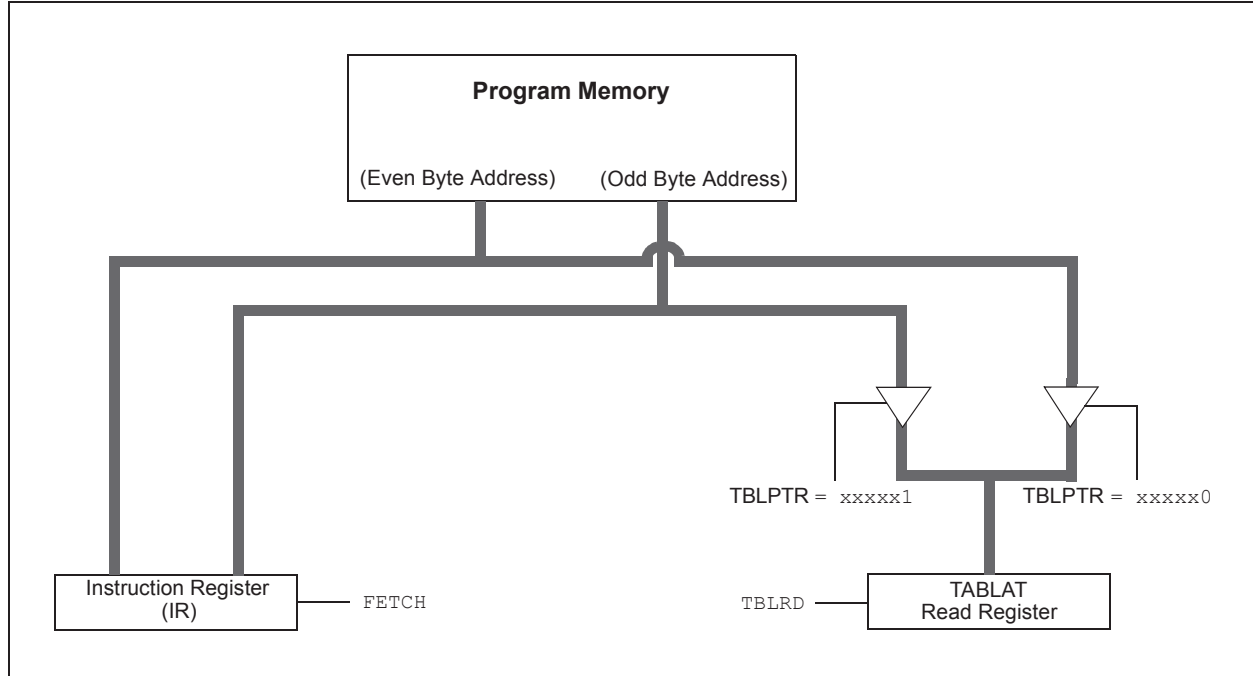 Program Memory
(Even Byte Address) (Odd Byte Address)
TBLPTR = xxxxx1 TBLPTR = xxxxx0
Instruction Register
(IR)
FETCH
TBLRD
TABLAT
Read Register